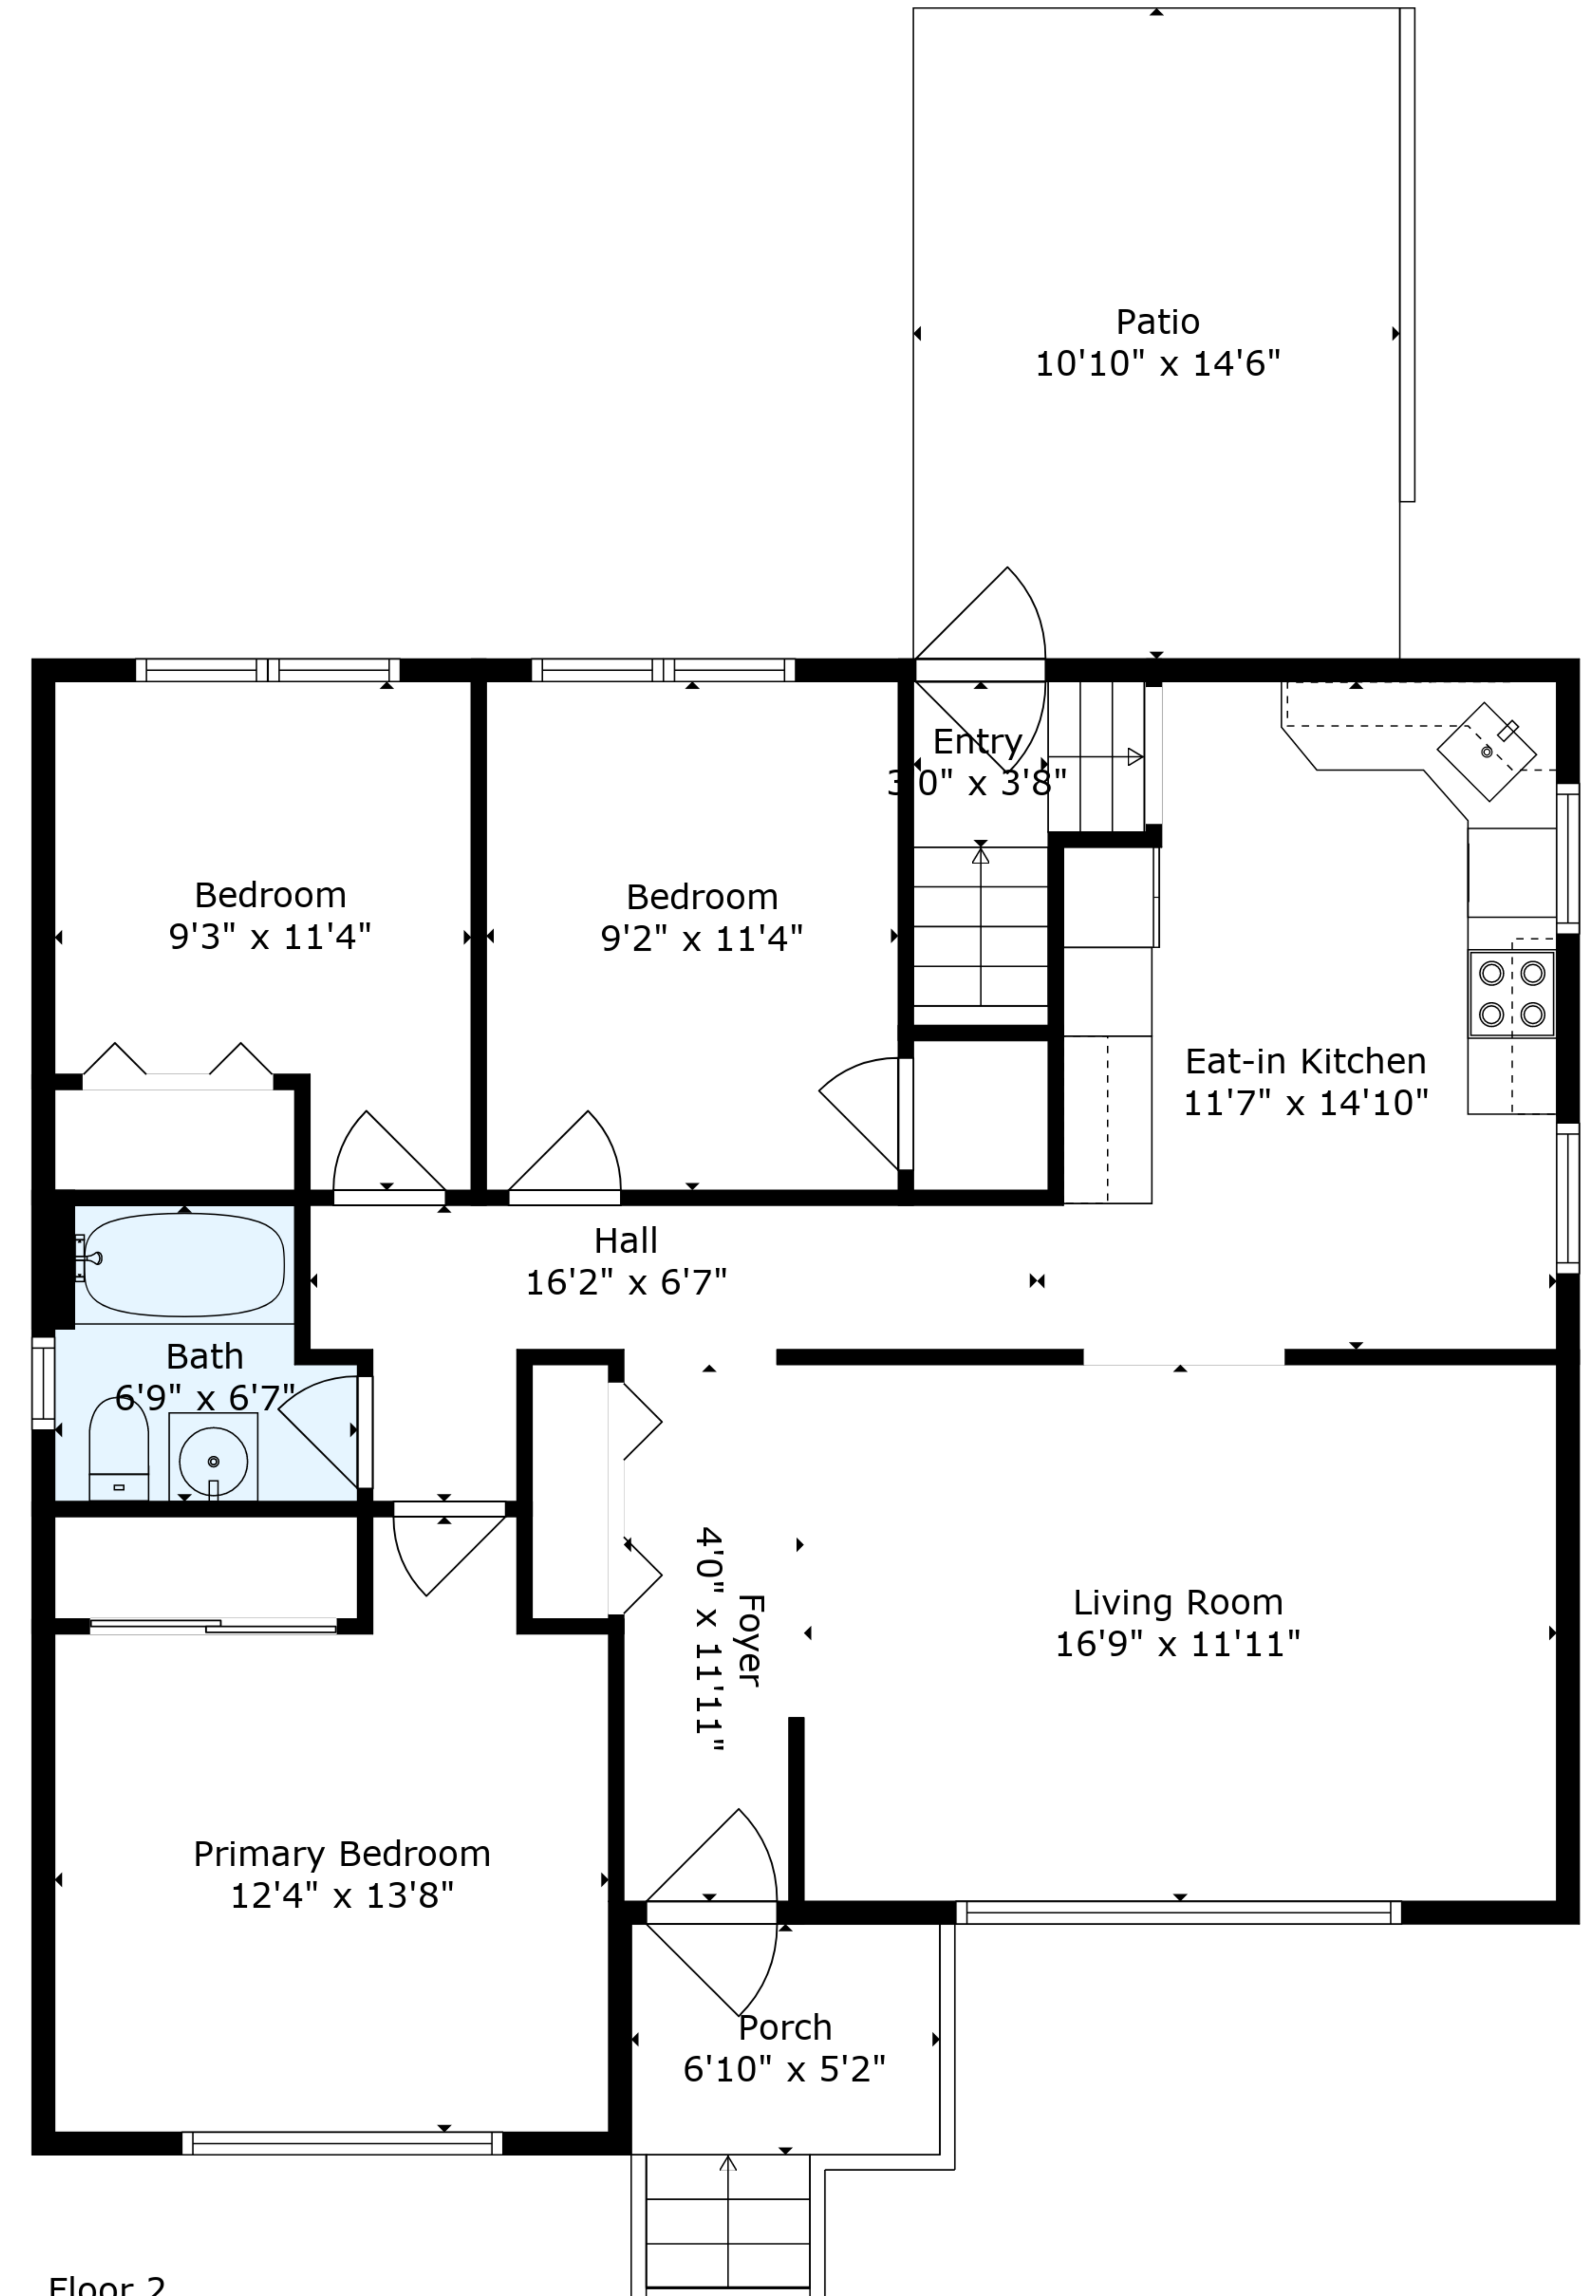 Patio
10'10" x 14'6"
Entry
3'0" x 3'8"
Bedroom
9'3" x 11'4"
Bedroom
9'2" x 11'4"
Eat-in Kitchen
11'7" x 14'10"
Hall
16'2" x 6'7"
Bath
6'9" x 6'7"
Foyer
4'0" x 11'11"
Living Room
16'9" x 11'11"
Primary Bedroom
12'4" x 13'8"
Porch
6'10" x 5'2"
Floor 2